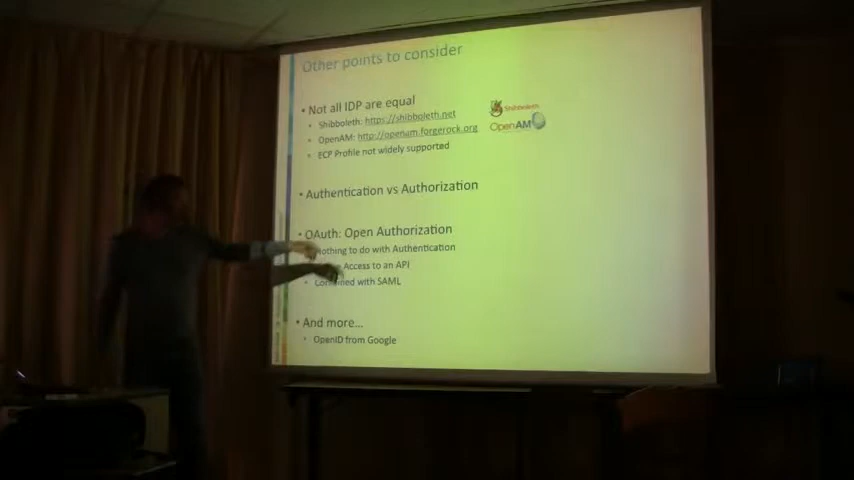 Other points to consider
• Not all IDP are equal
• Shibboleth: https://shibboleth.net
• OpenAM: http://openam.forgerock.org
• ECP Profile not widely supported
Shibboleth
OpenAM
• Authentication vs Authorization
• OAuth: Open Authorization
Nothing to do with Authentication
Access to an API
• Combined with SAML
• And more...
• OpenID from Google